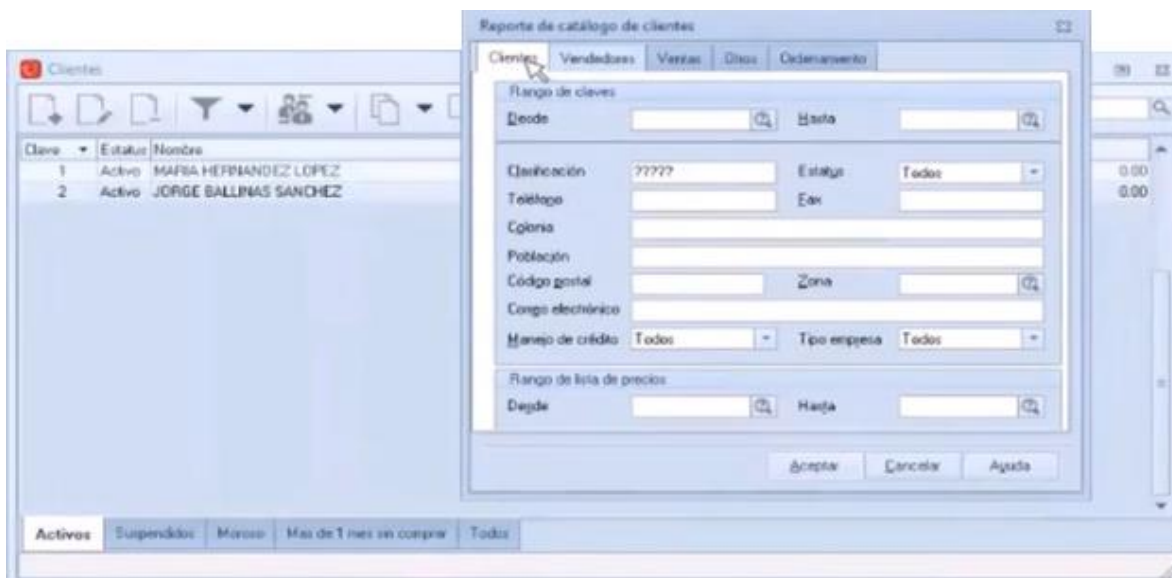 Reporte de catálogo de clientes
Clientes Vendedores Ventas Otros Ordenamiento
Rango de claves
Desde Hasta
Clasificación ????? Estatus Todos
Teléfono Fax
Colonia
Población
Código postal Zona
Correo electrónico
Manejo de crédito Todos Tipo empresa Todos
Rango de lista de precios
Desde Hasta
Aceptar Cancelar Ayuda
Clientes
Clave Estatus Nombre
1 Activo MARIA HERNANDEZ LOPEZ 0.00
2 Activo JORGE BALLINAS SANCHEZ 0.00
Activos Suspendidos Moroso Mas de 1 mes sin comprar Todos